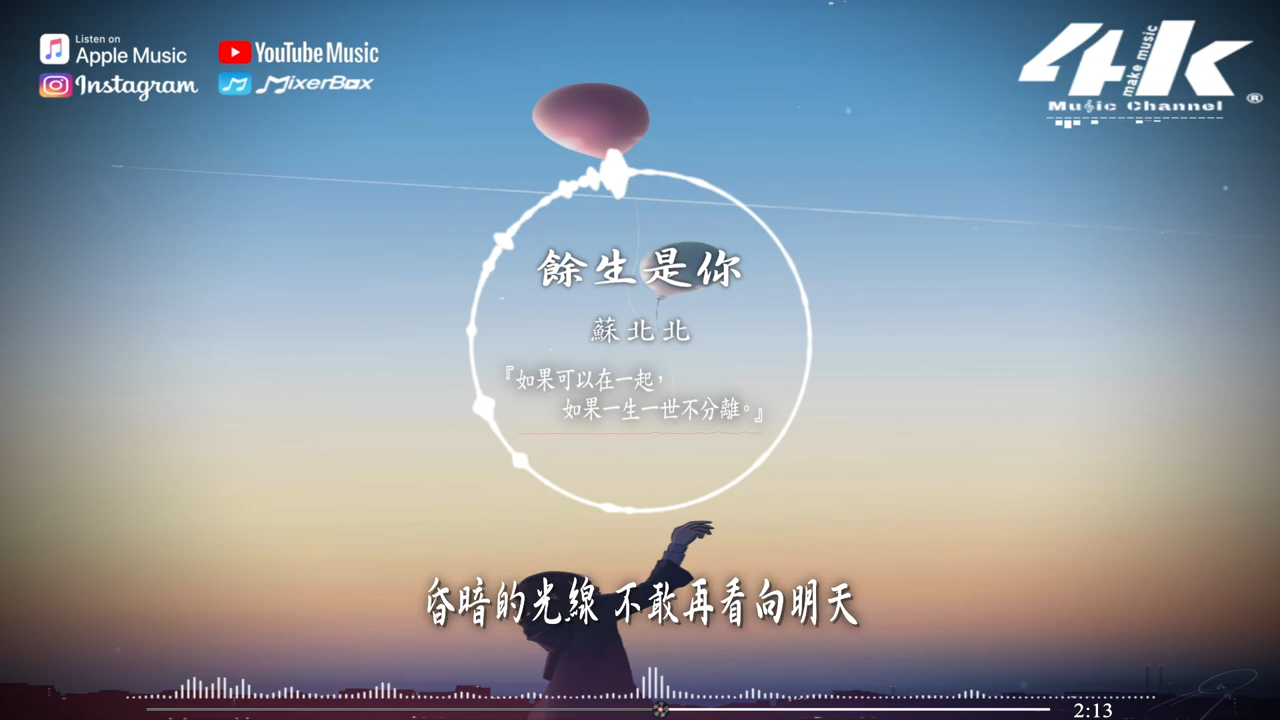 Listen on
Apple Music
YouTube Music
Instagram
MixerBox
4K
make music
Music Channel
®
餘生是你
蘇北北
『如果可以在一起，
如果一生一世不分離。』
昏暗的光線 不敢再看向明天
2:13